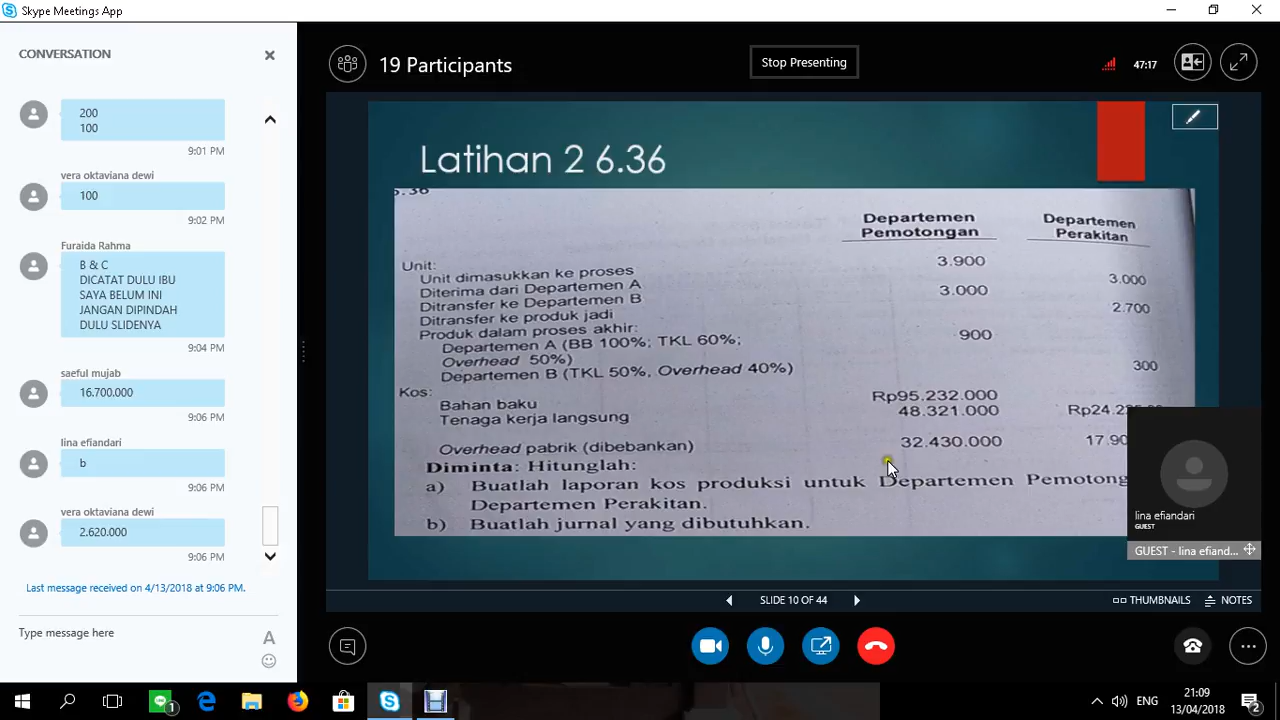 Skype Meetings App
CONVERSATION
200
100
9:01 PM
vera oktaviana dewi
100
9:02 PM
Furaida Rahma
B & C
DICATAT DULU IBU
SAYA BELUM INI
JANGAN DIPINDAH
DULU SLIDENYA
9:04 PM
saeful mujab
16.700.000
9:06 PM
lina efiandari
b
9:06 PM
vera oktaviana dewi
2.620.000
9:06 PM
Last message received on 4/13/2018 at 9:06 PM.
Type message here
A
19 Participants
Stop Presenting
47:17
Latihan 2 6.36
6.36
Departemen Departemen
Pemotongan Perakitan
Unit:
Unit dimasukkan ke proses 3.900
Diterima dari Departemen A 3.000
Ditransfer ke Departemen B 3.000
Ditransfer ke produk jadi 2.700
Produk dalam proses akhir:
Departemen A (BB 100%; TKL 60%; 900
Overhead 50%)
Departemen B (TKL 50%, Overhead 40%) 300
Kos:
Bahan baku Rp95.232.000
Tenaga kerja langsung 48.321.000
Overhead pabrik (dibebankan) 32.430.000 17.90
Diminta: Hitunglah:
a) Buatlah laporan kos produksi untuk Departemen Pemotong
Departemen Perakitan.
b) Buatlah jurnal yang dibutuhkan.
lina efiandari
GUEST
GUEST - lina efiand...
SLIDE 10 OF 44
THUMBNAILS
NOTES
1
ENG
21:09
13/04/2018
2